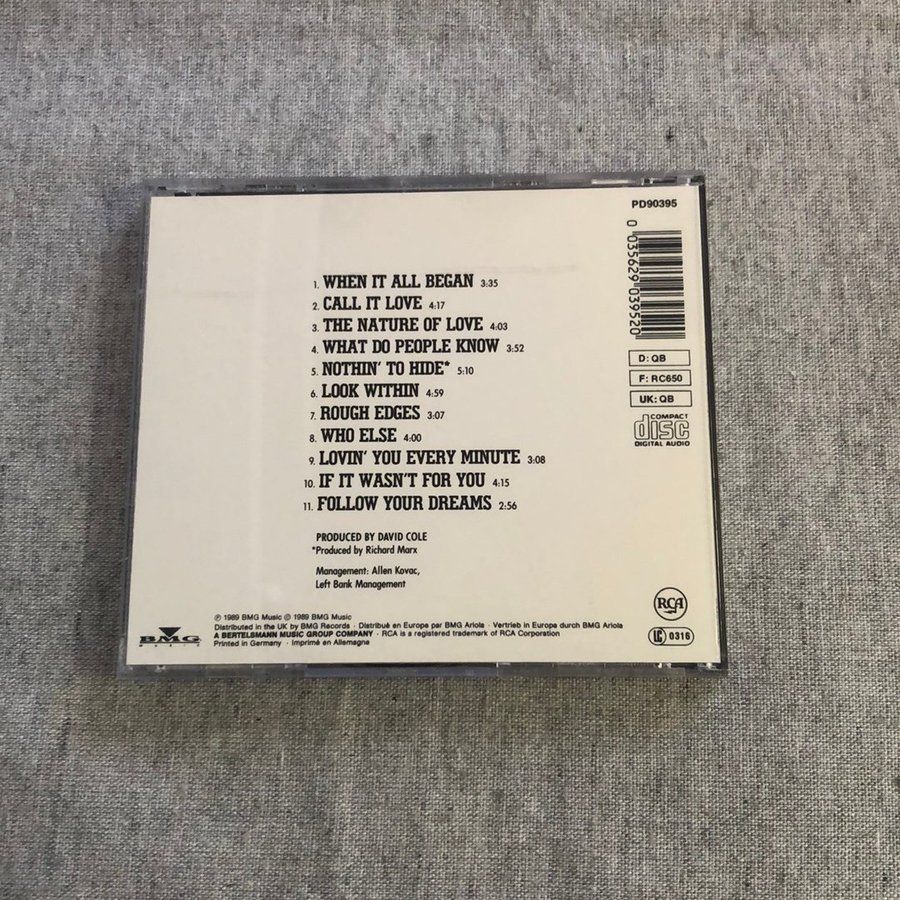 PD90395
0 035629 039520
1. WHEN IT ALL BEGAN 3:35
2. CALL IT LOVE 4:17
3. THE NATURE OF LOVE 4:03
4. WHAT DO PEOPLE KNOW 3:52
5. NOTHIN' TO HIDE* 5:10
6. LOOK WITHIN 4:59
7. ROUGH EDGES 3:07
8. WHO ELSE 4:00
9. LOVIN' YOU EVERY MINUTE 3:08
10. IF IT WASN'T FOR YOU 4:15
11. FOLLOW YOUR DREAMS 2:56
D: QB
F: RC650
UK: QB
COMPACT
disc
DIGITAL AUDIO
PRODUCED BY DAVID COLE
*Produced by Richard Marx
Management: Allen Kovac,
Left Bank Management
RCA
LC 0316
BMG
MUSIC
℗ 1989 BMG Music © 1989 BMG Music
Distributed in the UK by BMG Records · Distribué en Europe par BMG Ariola · Vertrieb in Europe durch BMG Ariola
A BERTELSMANN MUSIC GROUP COMPANY · RCA is a registered trademark of RCA Corporation
Printed in Germany · Imprimé en Allemagne